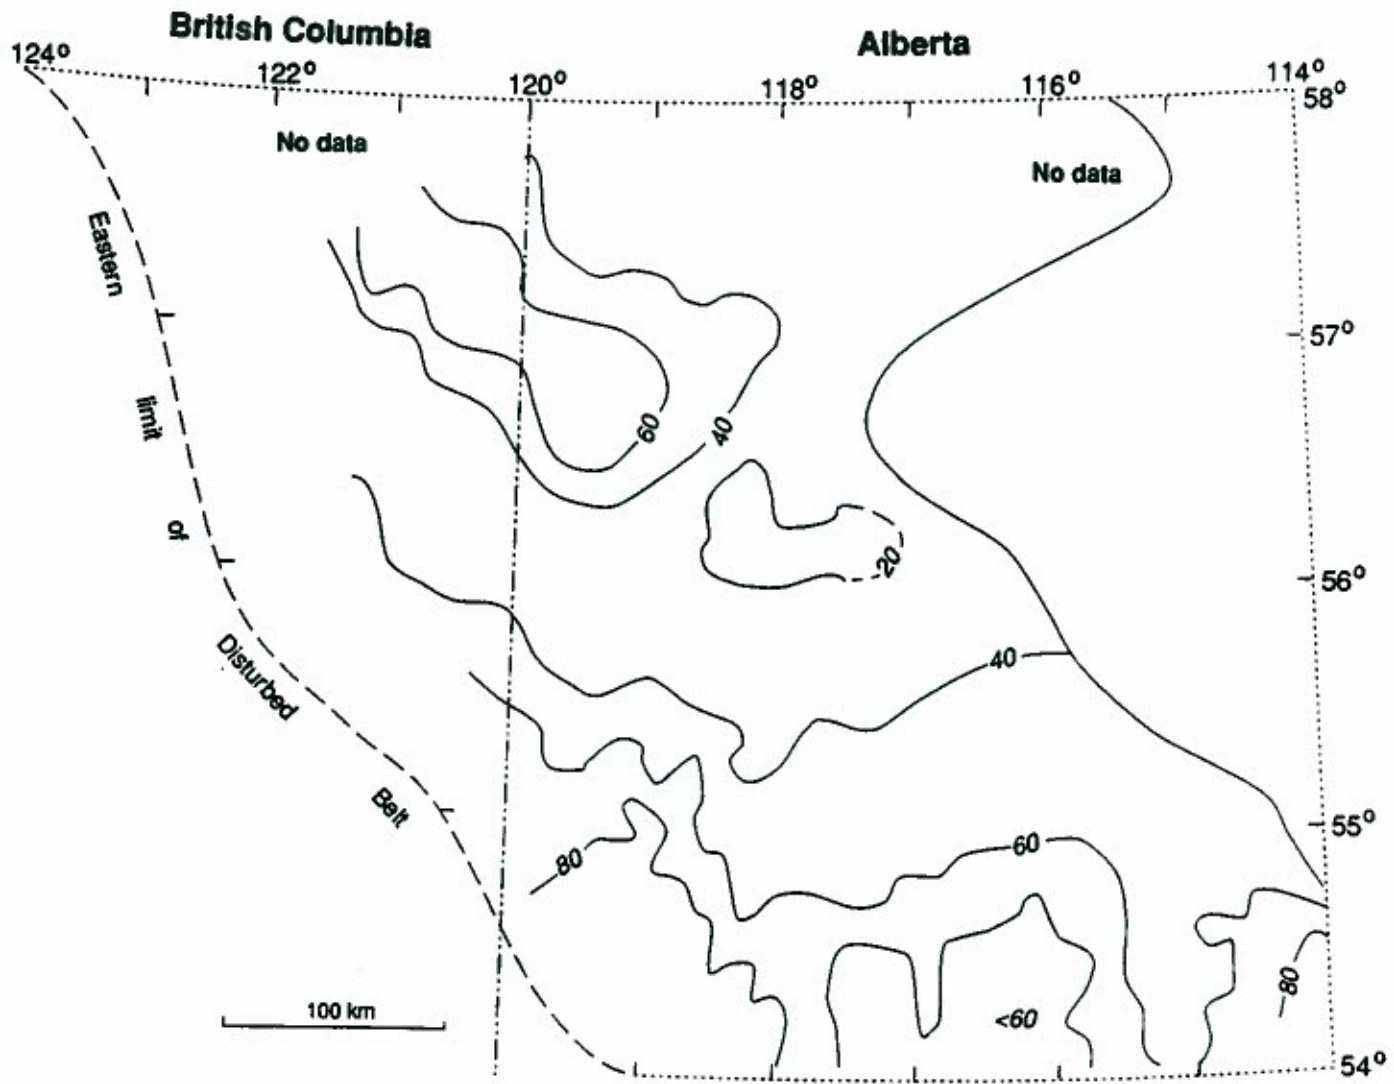 British Columbia
Alberta
124°
122°
120°
118°
116°
114°
58°
No data
No data
Eastern
57°
limit
60
40
of
20
56°
Disturbed
40
Belt
55°
80
60
80
100 km
<60
54°